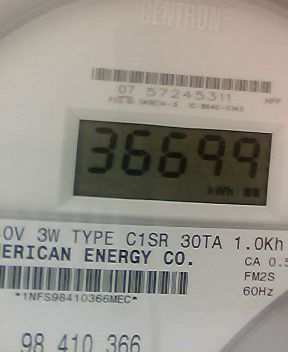 CENTRON®
07 57245311
36699
kWh
0V 3W TYPE C1SR 30TA 1.0Kh
MERICAN ENERGY CO.
CA 0.5
FM2S
*1NFS98410366MEC*
60Hz
98 410 366